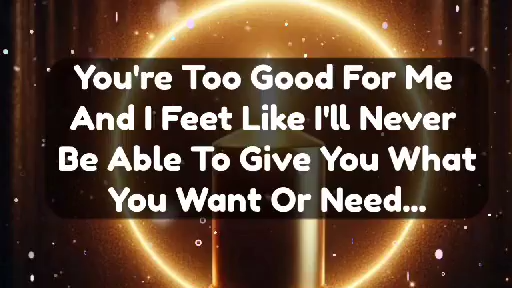 You're Too Good For Me
And I Feet Like I'll Never
Be Able To Give You What
You Want Or Need...